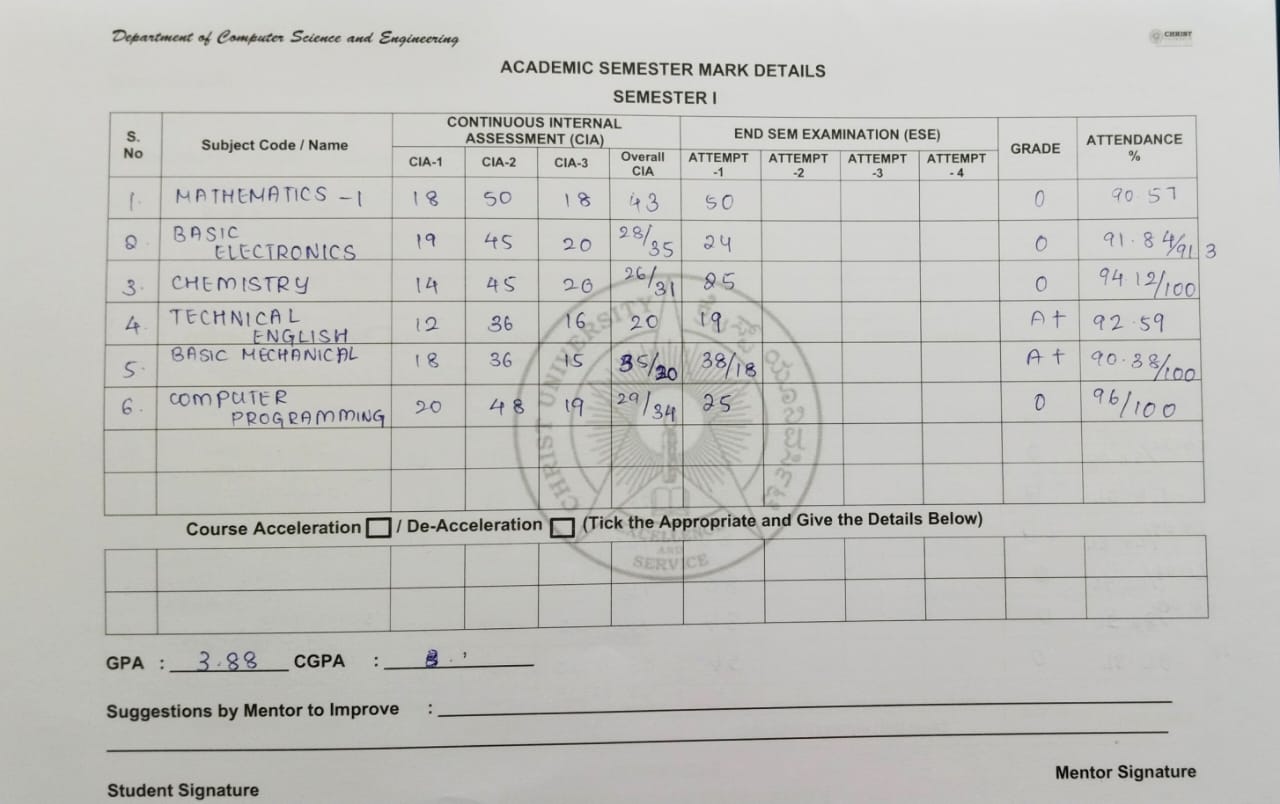 Department of Computer Science and Engineering
CHRIST
ACADEMIC SEMESTER MARK DETAILS
SEMESTER I
S. No Subject Code / Name CONTINUOUS INTERNAL ASSESSMENT (CIA) END SEM EXAMINATION (ESE) GRADE ATTENDANCE %
CIA-1 CIA-2 CIA-3 Overall CIA ATTEMPT -1 ATTEMPT -2 ATTEMPT -3 ATTEMPT - 4
1. MATHEMATICS - 1 18 50 18 43 50 O 90.57
2. BASIC ELECTRONICS 19 45 20 28/35 24 O 91.84/91.3
3. CHEMISTRY 14 45 20 26/31 25 O 94.12/100
4. TECHNICAL ENGLISH 12 36 16 20 19 A+ 92.59
5. BASIC MECHANICAL 18 36 15 35/20 38/18 A+ 90.38/100
6. COMPUTER PROGRAMMING 20 48 19 29/34 25 O 96/100
CHRIST UNIVERSITY
EXCELLENCE
AND
SERVICE
Course Acceleration / De-Acceleration (Tick the Appropriate and Give the Details Below)
GPA : 3.88 CGPA :
Suggestions by Mentor to Improve :
Mentor Signature
Student Signature